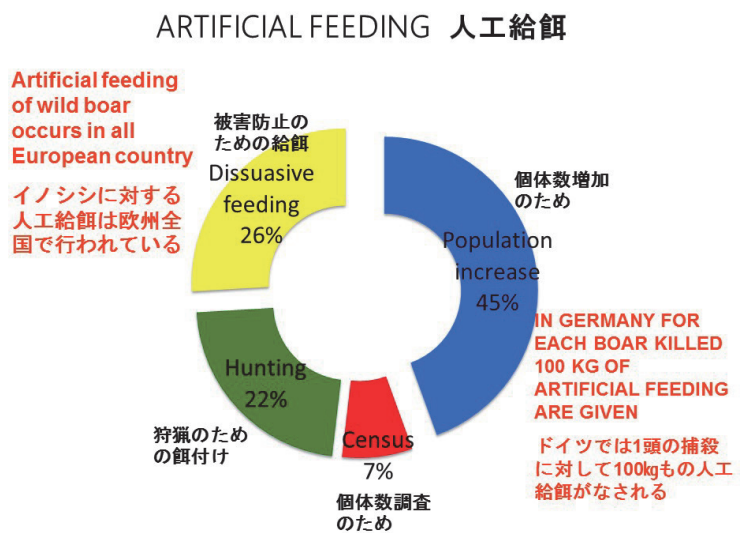 ARTIFICIAL FEEDING 人工給餌
Artificial feeding
of wild boar
occurs in all
European country
イノシシに対する
人工給餌は欧州全
国で行われている
被害防止の
ための給餌
Dissuasive
feeding
26%
個体数増加
のため
Population
increase
45%
IN GERMANY FOR
EACH BOAR KILLED
100 KG OF
ARTIFICIAL FEEDING
ARE GIVEN
ドイツでは1頭の捕殺
に対して100㎏もの人工
給餌がなされる
Hunting
22%
狩猟のため
の餌付け
Census
7%
個体数調査
のため